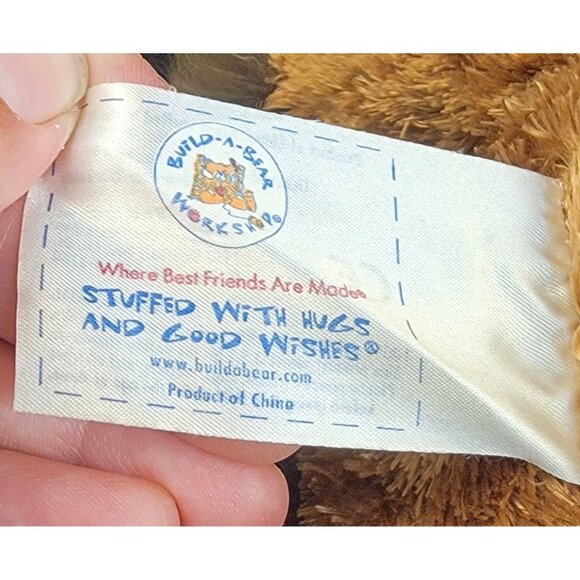 BUILD-A-BEAR
WORKSHOP®
Where Best Friends Are Made®
STUFFED WITH HUGS
AND GOOD WISHES®
www.buildabear.com
Product of China